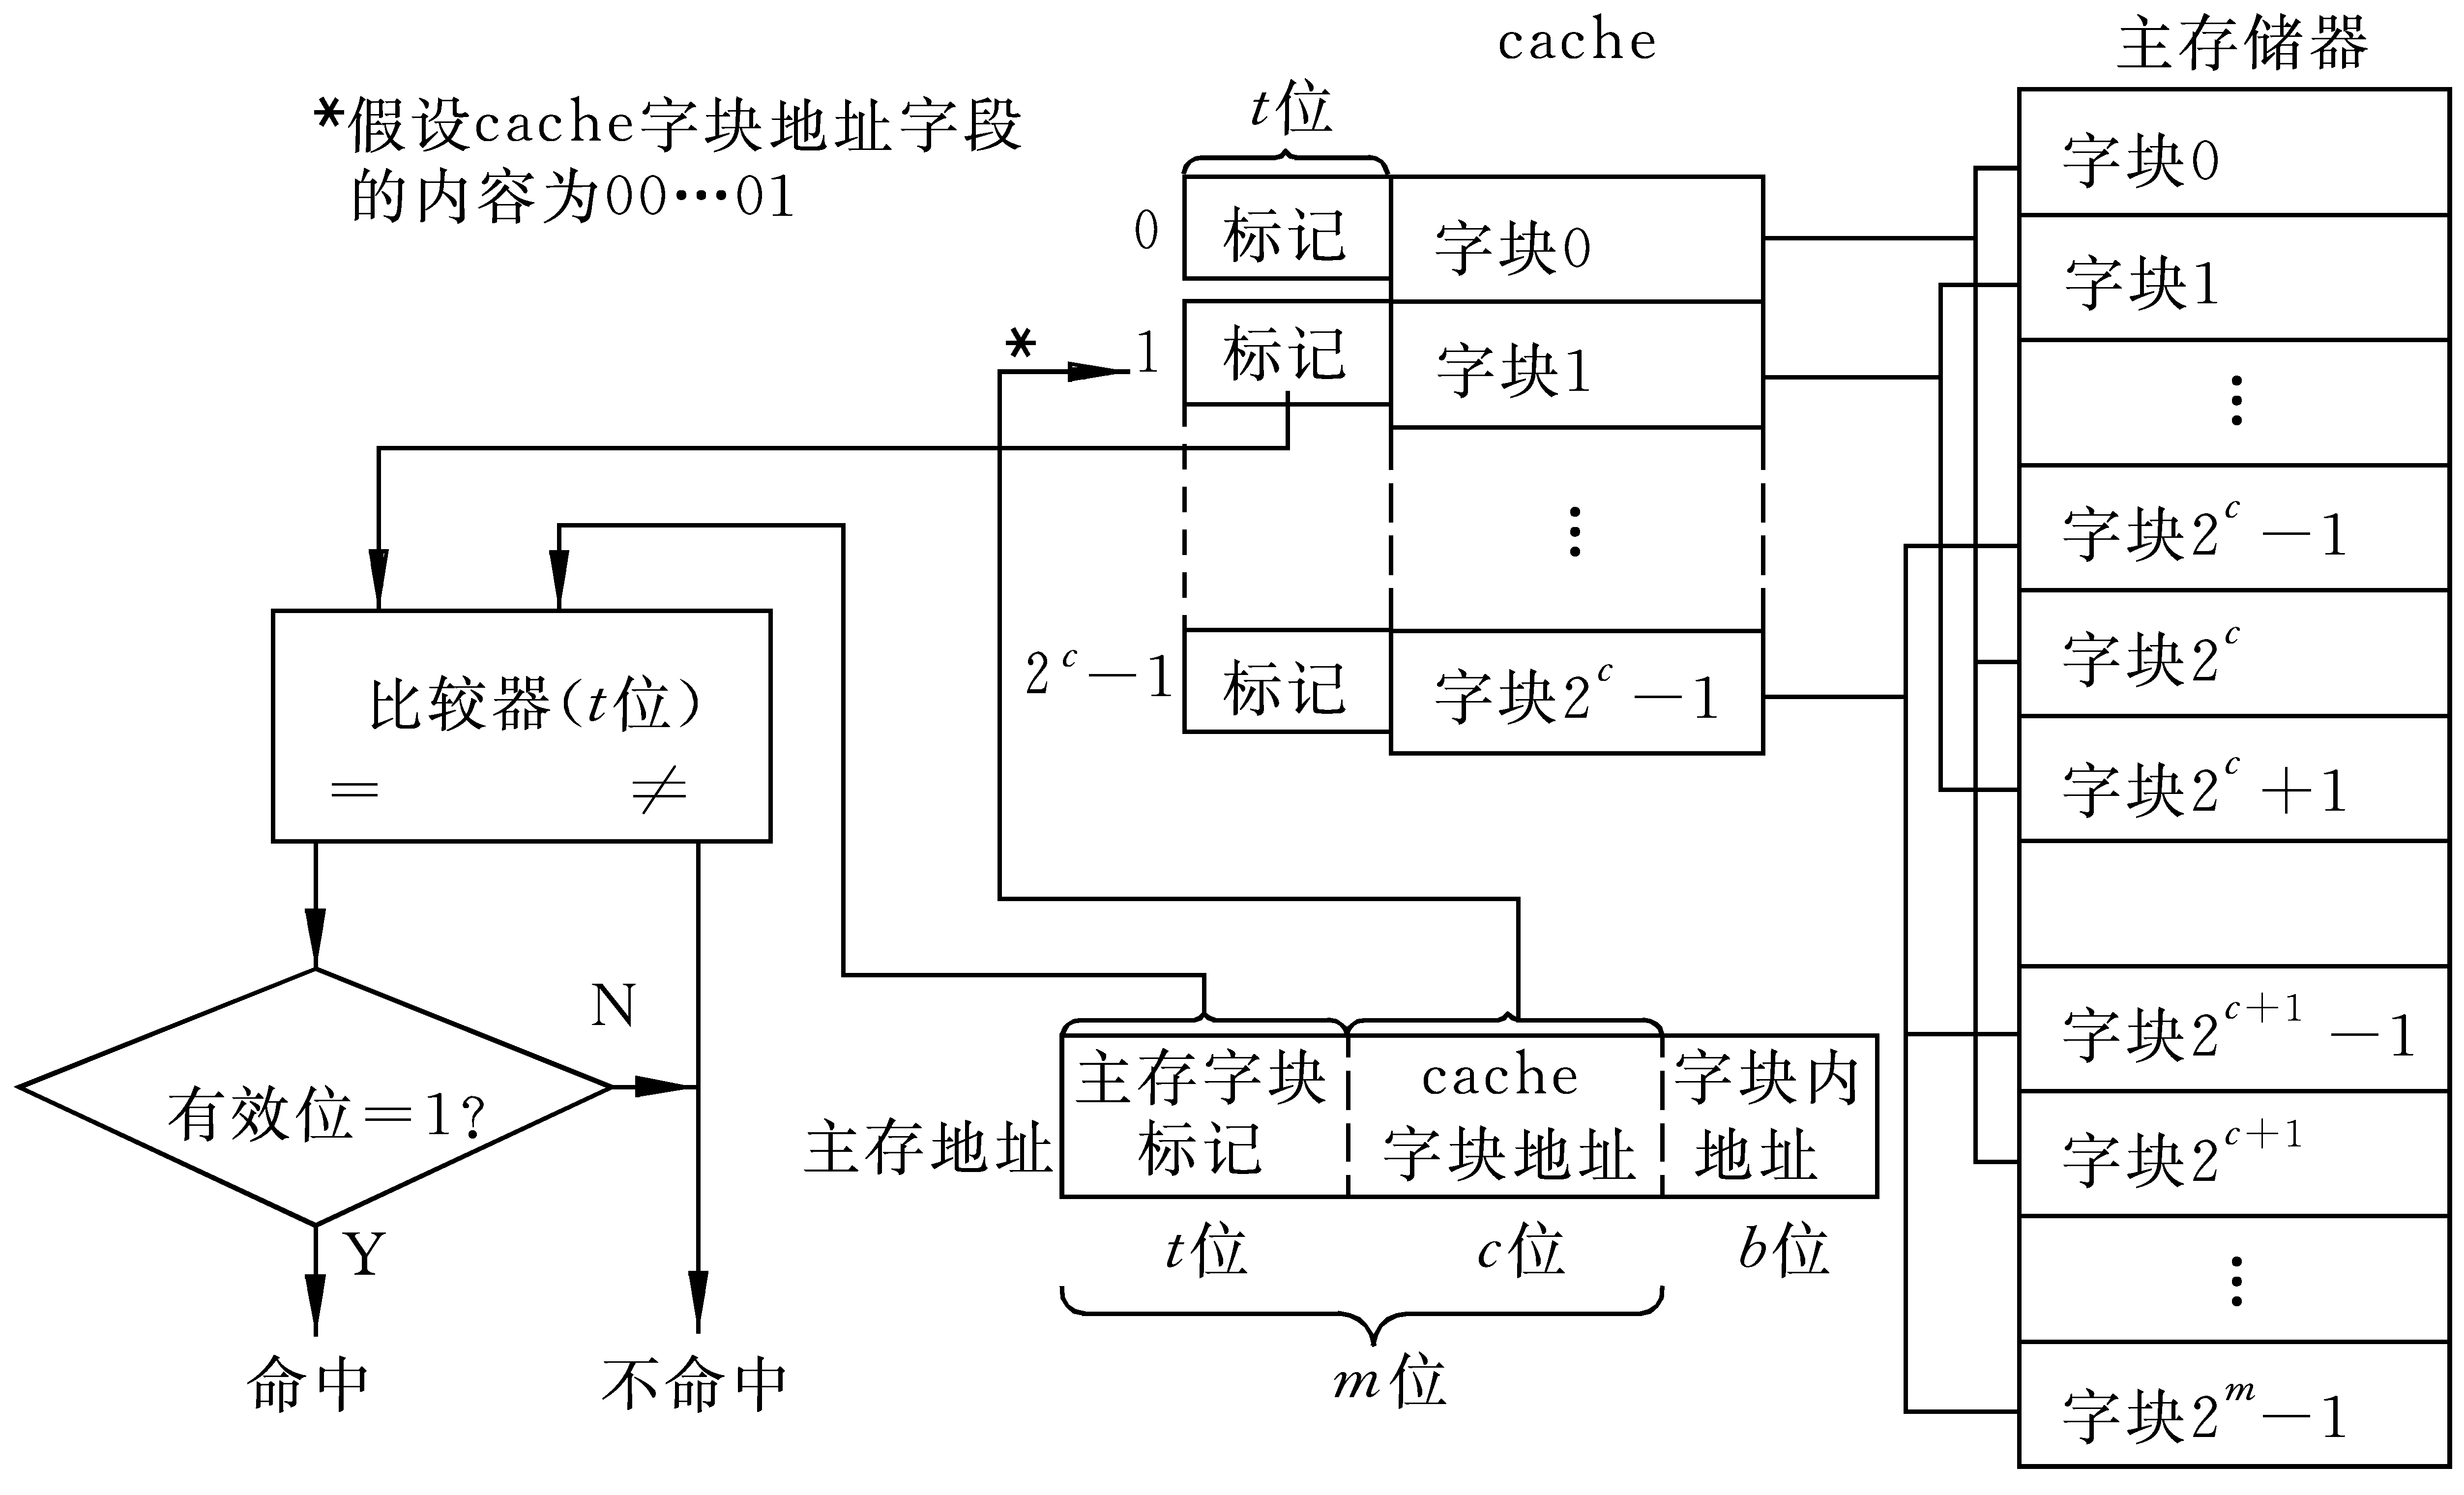 cache
主存储器
*假设cache字块地址字段
的内容为00…01
t位
0
标记
字块0
*
1
标记
字块1
⋮
2^c－1
标记
字块2^c－1
字块0
字块1
⋮
字块2^c－1
字块2^c
字块2^c＋1
字块2^{c＋1}－1
字块2^{c＋1}
⋮
字块2^m－1
比较器(t位)
＝ ≠
有效位＝1?
N
Y
命中
不命中
主存地址
主存字块
标记
cache
字块地址
字块内
地址
t位
c位
b位
m位